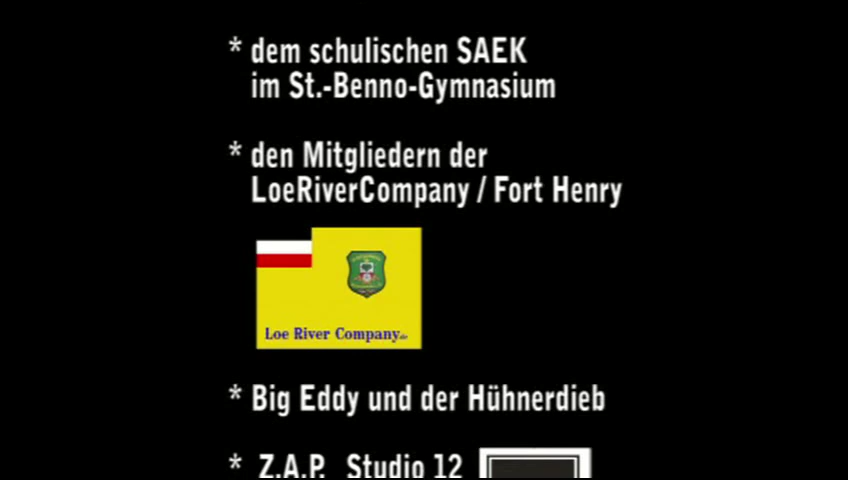 * dem schulischen SAEK
im St.-Benno-Gymnasium
* den Mitgliedern der
LoeRiverCompany / Fort Henry
Loe River Company.de
* Big Eddy und der Hühnerdieb
* Z.A.P. Studio 12